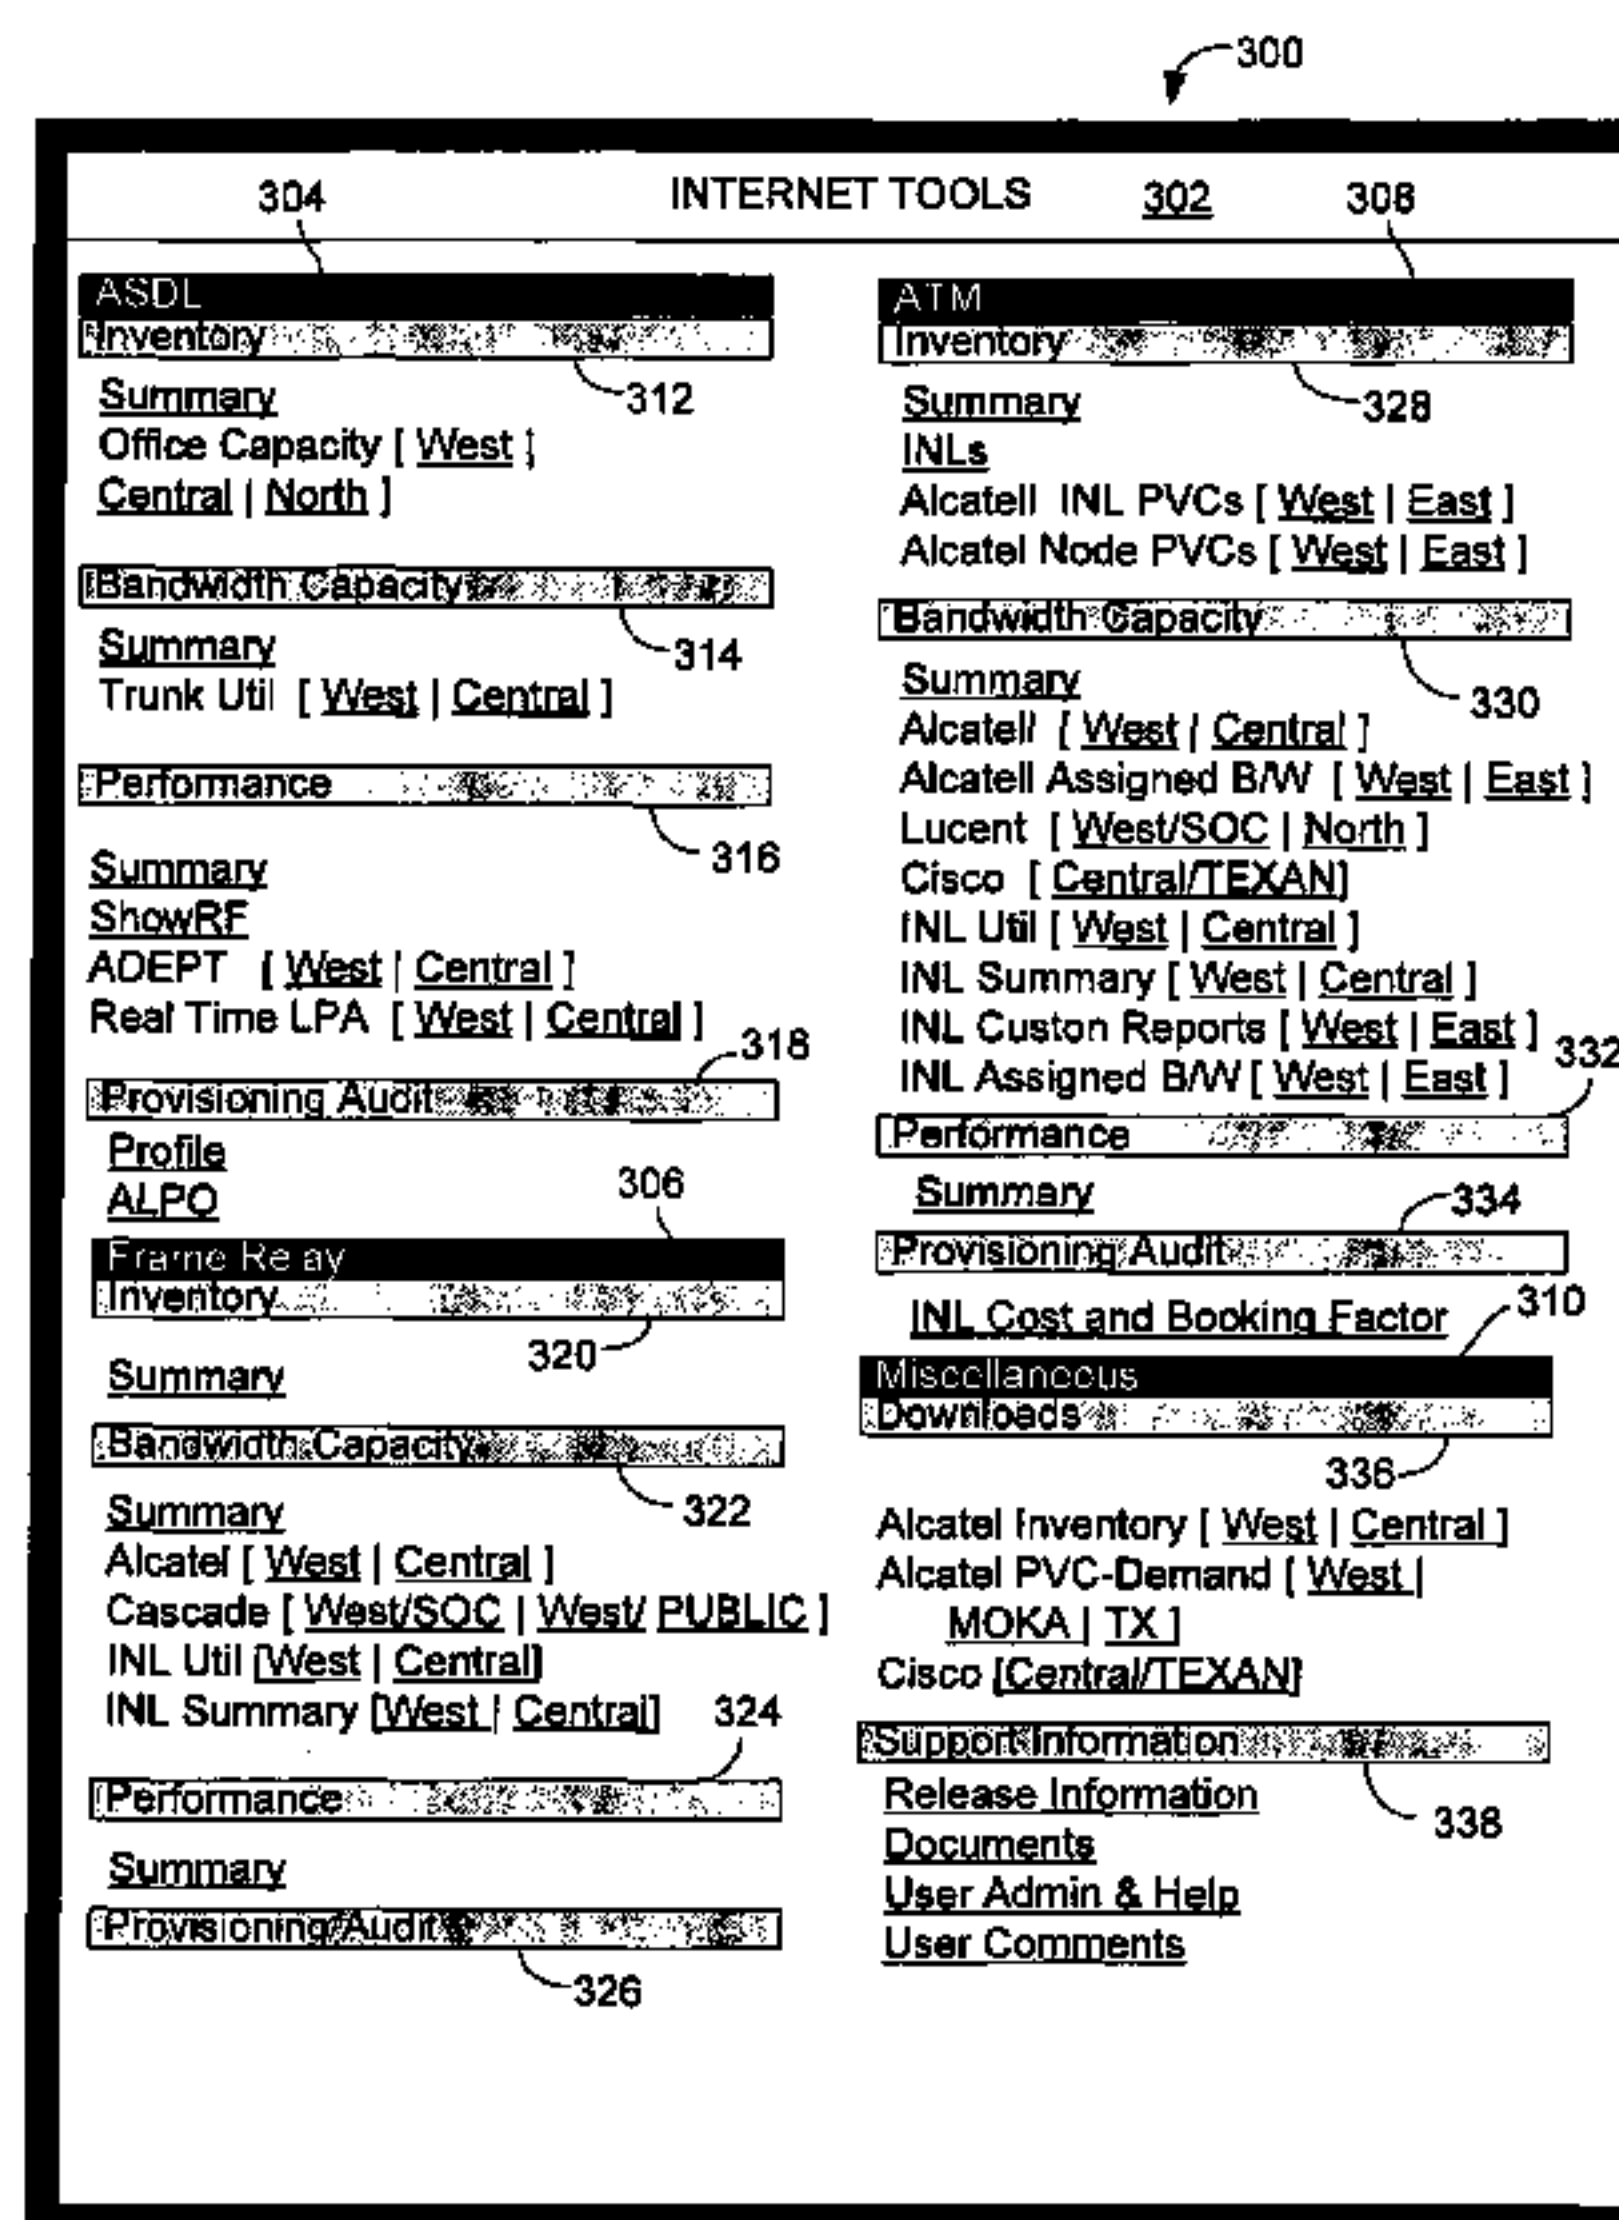 300
INTERNET TOOLS 302
304
ASDL
Inventory
312
Summary
Office Capacity [ West ]
Central | North ]
Bandwidth Capacity
314
Summary
Trunk Util [ West | Central ]
Performance
316
Summary
ShowRF
ADEPT [ West | Central ]
Real Time LPA [ West | Central ]
318
Provisioning Audit
Profile
ALPO
306
Frame Relay
Inventory
320
Summary
Bandwidth Capacity
322
Summary
Alcatel [ West | Central ]
Cascade [ West/SOC | West/ PUBLIC ]
INL Util [West | Central]
INL Summary [West | Central]
324
Performance
Summary
Provisioning Audit
326
308
ATM
Inventory
328
Summary
INLs
Alcatell INL PVCs [ West | East ]
Alcatel Node PVCs [ West | East ]
Bandwidth Capacity
330
Summary
Alcatell [ West | Central ]
Alcatell Assigned B/W [ West | East ]
Lucent [ West/SOC | North ]
Cisco [ Central/TEXAN]
INL Util [ West | Central ]
INL Summary [ West | Central ]
INL Custon Reports [ West | East ]
INL Assigned B/W [ West | East ]
332
Performance
Summary
334
Provisioning Audit
INL Cost and Booking Factor
310
Miscellaneous
Downloads
336
Alcatel Inventory [ West | Central ]
Alcatel PVC-Demand [ West |
MOKA | TX ]
Cisco [Central/TEXAN]
Support Information
338
Release Information
Documents
User Admin & Help
User Comments